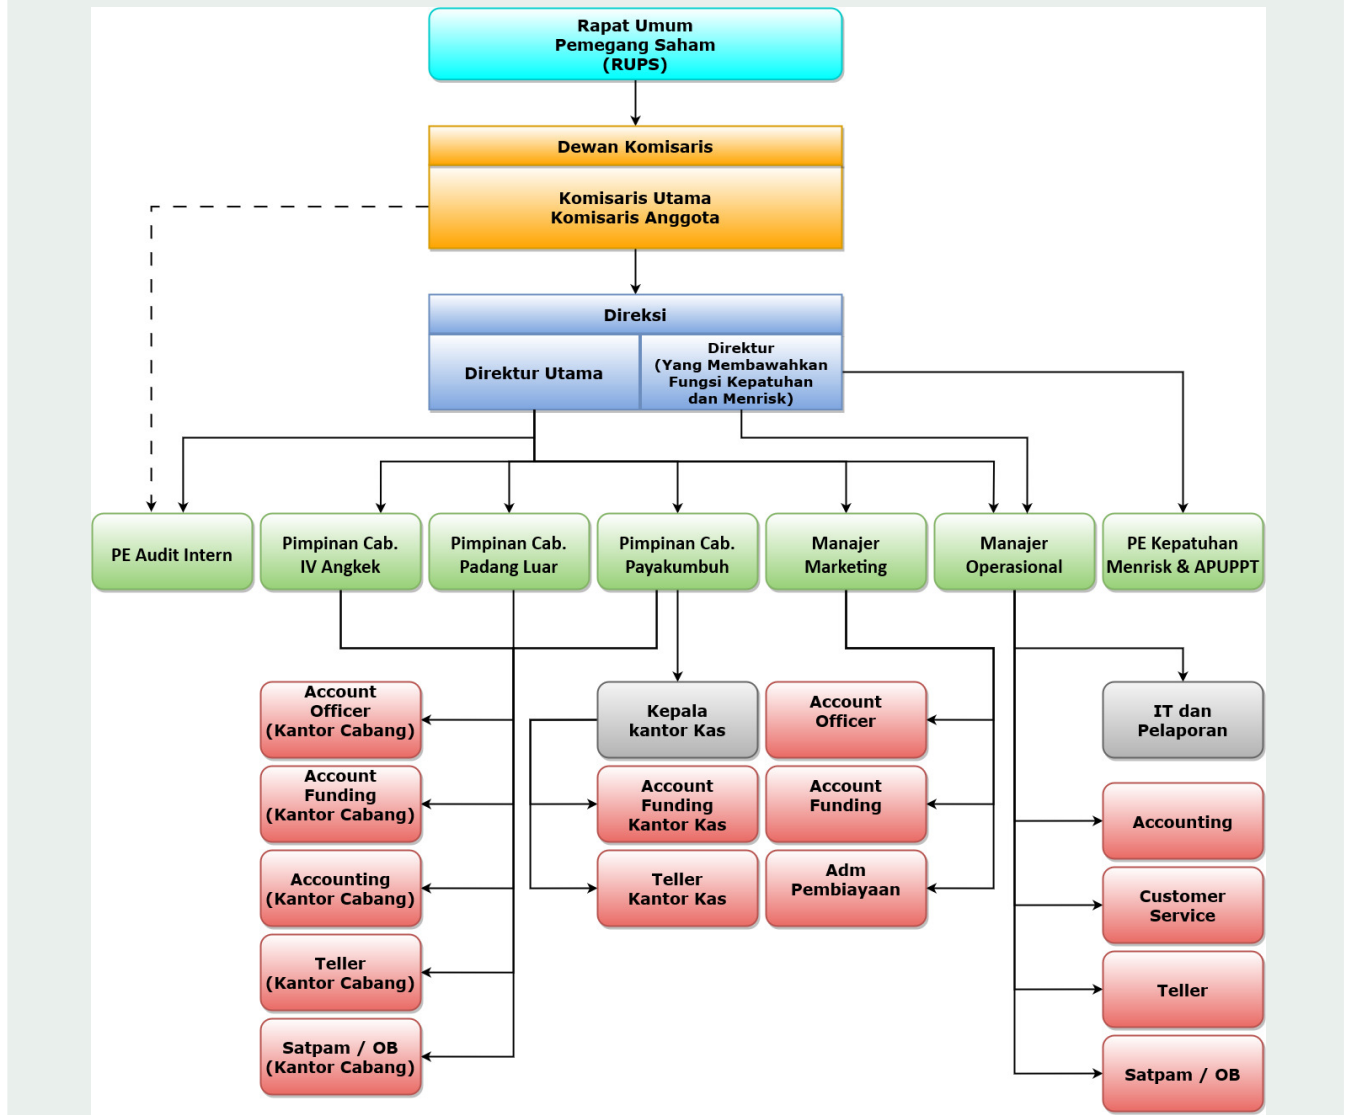 Rapat Umum
Pemegang Saham
(RUPS)
Dewan Komisaris
Komisaris Utama
Komisaris Anggota
Direksi
Direktur Utama
Direktur
(Yang Membawahkan
Fungsi Kepatuhan
dan Menrisk)
PE Audit Intern
Pimpinan Cab.
IV Angkek
Pimpinan Cab.
Padang Luar
Pimpinan Cab.
Payakumbuh
Manajer
Marketing
Manajer
Operasional
PE Kepatuhan
Menrisk & APUPPT
Account
Officer
(Kantor Cabang)
Account
Funding
(Kantor Cabang)
Accounting
(Kantor Cabang)
Teller
(Kantor Cabang)
Satpam / OB
(Kantor Cabang)
Kepala
kantor Kas
Account
Funding
Kantor Kas
Teller
Kantor Kas
Account
Officer
Account
Funding
Adm
Pembiayaan
IT dan
Pelaporan
Accounting
Customer
Service
Teller
Satpam / OB